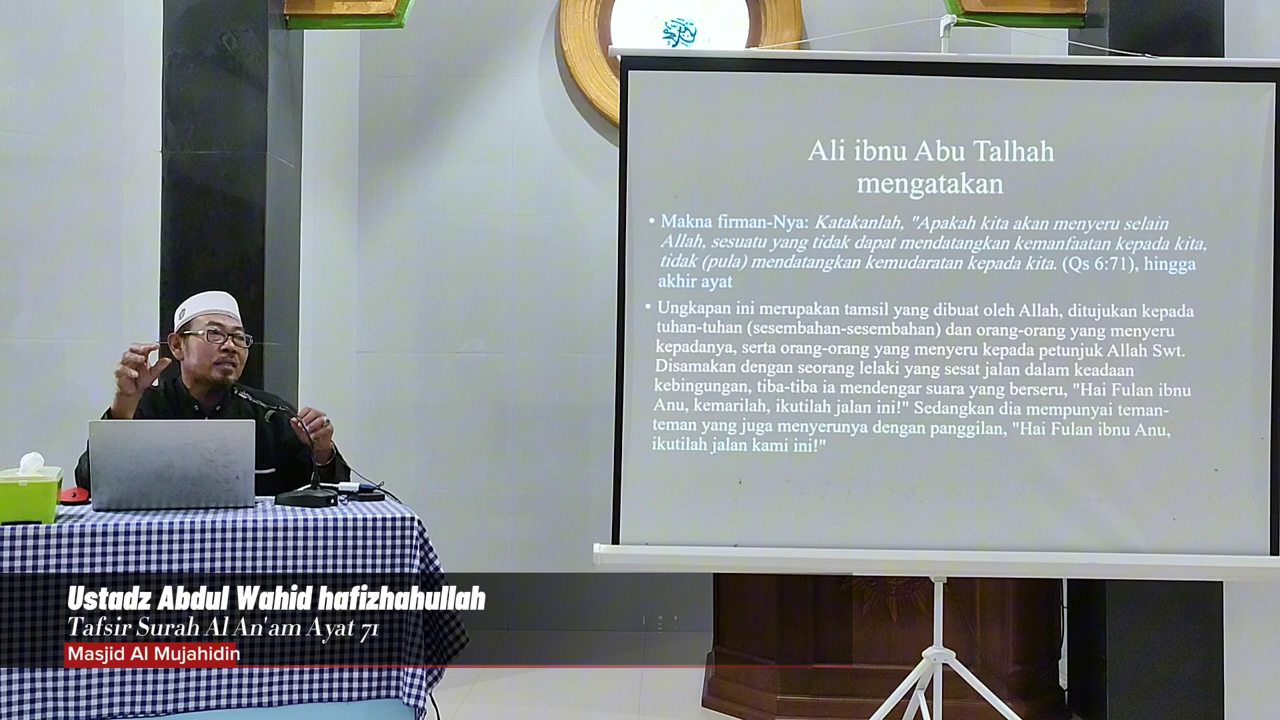 Ali ibnu Abu Talhah
mengatakan
• Makna firman-Nya: Katakanlah, "Apakah kita akan menyeru selain
Allah, sesuatu yang tidak dapat mendatangkan kemanfaatan kepada kita,
tidak (pula) mendatangkan kemudaratan kepada kita. (Qs 6:71), hingga
akhir ayat
• Ungkapan ini merupakan tamsil yang dibuat oleh Allah, ditujukan kepada
tuhan-tuhan (sesembahan-sesembahan) dan orang-orang yang menyeru
kepadanya, serta orang-orang yang menyeru kepada petunjuk Allah Swt.
Disamakan dengan seorang lelaki yang sesat jalan dalam keadaan
kebingungan, tiba-tiba ia mendengar suara yang berseru, "Hai Fulan ibnu
Anu, kemarilah, ikutilah jalan ini!" Sedangkan dia mempunyai teman-
teman yang juga menyerunya dengan panggilan, "Hai Fulan ibnu Anu,
ikutilah jalan kami ini!"
Ustadz Abdul Wahid hafizhahullah
Tafsir Surah Al An'am Ayat 71
Masjid Al Mujahidin